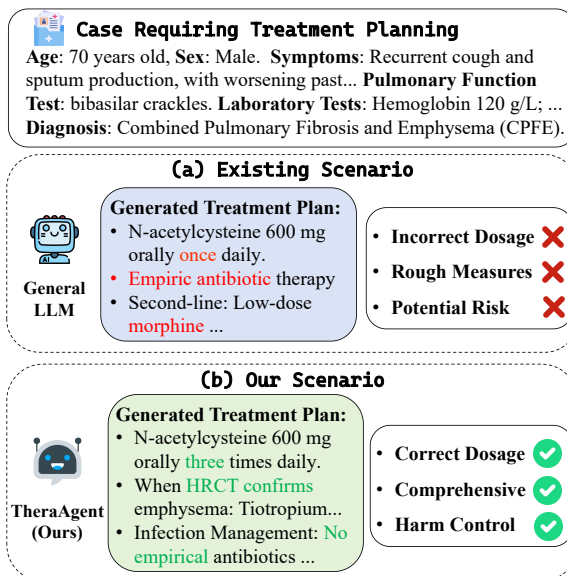 Case Requiring Treatment Planning
Age: 70 years old, Sex: Male. Symptoms: Recurrent cough and
sputum production, with worsening past... Pulmonary Function
Test: bibasilar crackles. Laboratory Tests: Hemoglobin 120 g/L; ...
Diagnosis: Combined Pulmonary Fibrosis and Emphysema (CPFE).
(a) Existing Scenario
AI
General
LLM
Generated Treatment Plan:
• N-acetylcysteine 600 mg
orally once daily.
• Empiric antibiotic therapy
• Second-line: Low-dose
morphine ...
• Incorrect Dosage
• Rough Measures
• Potential Risk
(b) Our Scenario
TheraAgent
(Ours)
Generated Treatment Plan:
• N-acetylcysteine 600 mg
orally three times daily.
• When HRCT confirms
emphysema: Tiotropium...
• Infection Management: No
empirical antibiotics ...
• Correct Dosage
• Comprehensive
• Harm Control